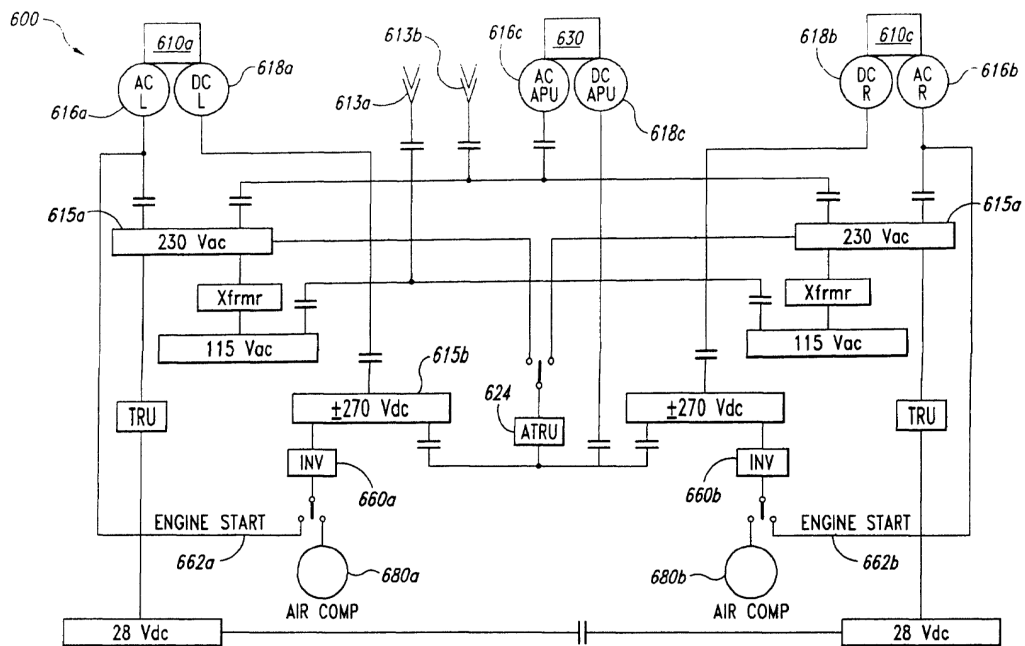 600
610a
618a
613b
616c
630
618b
610c
616b
AC L
DC L
AC APU
DC APU
DC R
AC R
616a
613a
618c
615a
615a
230 Vac
230 Vac
Xfrmr
Xfrmr
115 Vac
115 Vac
615b
±270 Vdc
624
±270 Vdc
TRU
ATRU
TRU
INV
INV
660a
660b
ENGINE START
ENGINE START
662a
662b
680a
680b
AIR COMP
AIR COMP
28 Vdc
28 Vdc